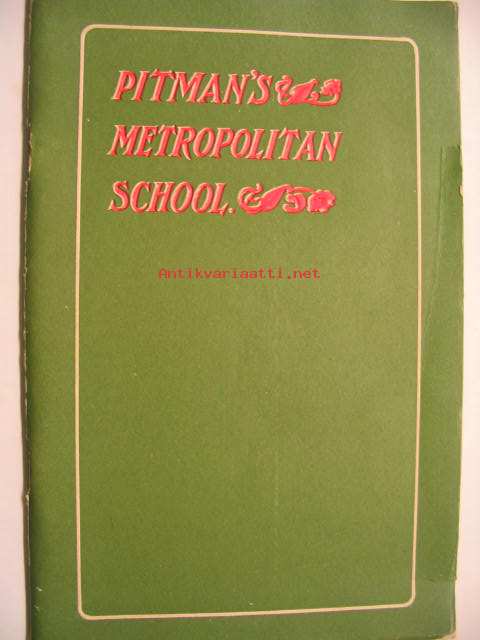 PITMAN'S
METROPOLITAN
SCHOOL.
Antikvariaatti.net